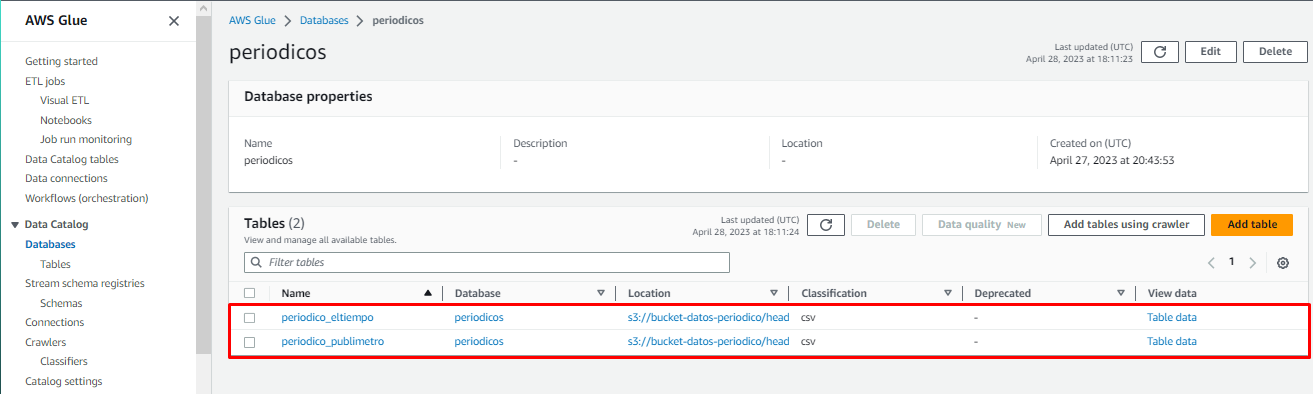 AWS Glue
Getting started
ETL jobs
Visual ETL
Notebooks
Job run monitoring
Data Catalog tables
Data connections
Workflows (orchestration)
Data Catalog
Databases
Tables
Stream schema registries
Schemas
Connections
Crawlers
Classifiers
Catalog settings
AWS Glue > Databases > periodicos
periodicos
Last updated (UTC)
April 28, 2023 at 18:11:23
Edit
Delete
Database properties
Name
periodicos
Description
-
Location
-
Created on (UTC)
April 27, 2023 at 20:43:53
Tables (2)
View and manage all available tables.
Last updated (UTC)
April 28, 2023 at 18:11:24
Delete
Data quality New
Add tables using crawler
Add table
Filter tables
1
Name Database Location Classification Deprecated View data
periodico_eltiempo periodicos s3://bucket-datos-periodico/head csv - Table data
periodico_publimetro periodicos s3://bucket-datos-periodico/head csv - Table data